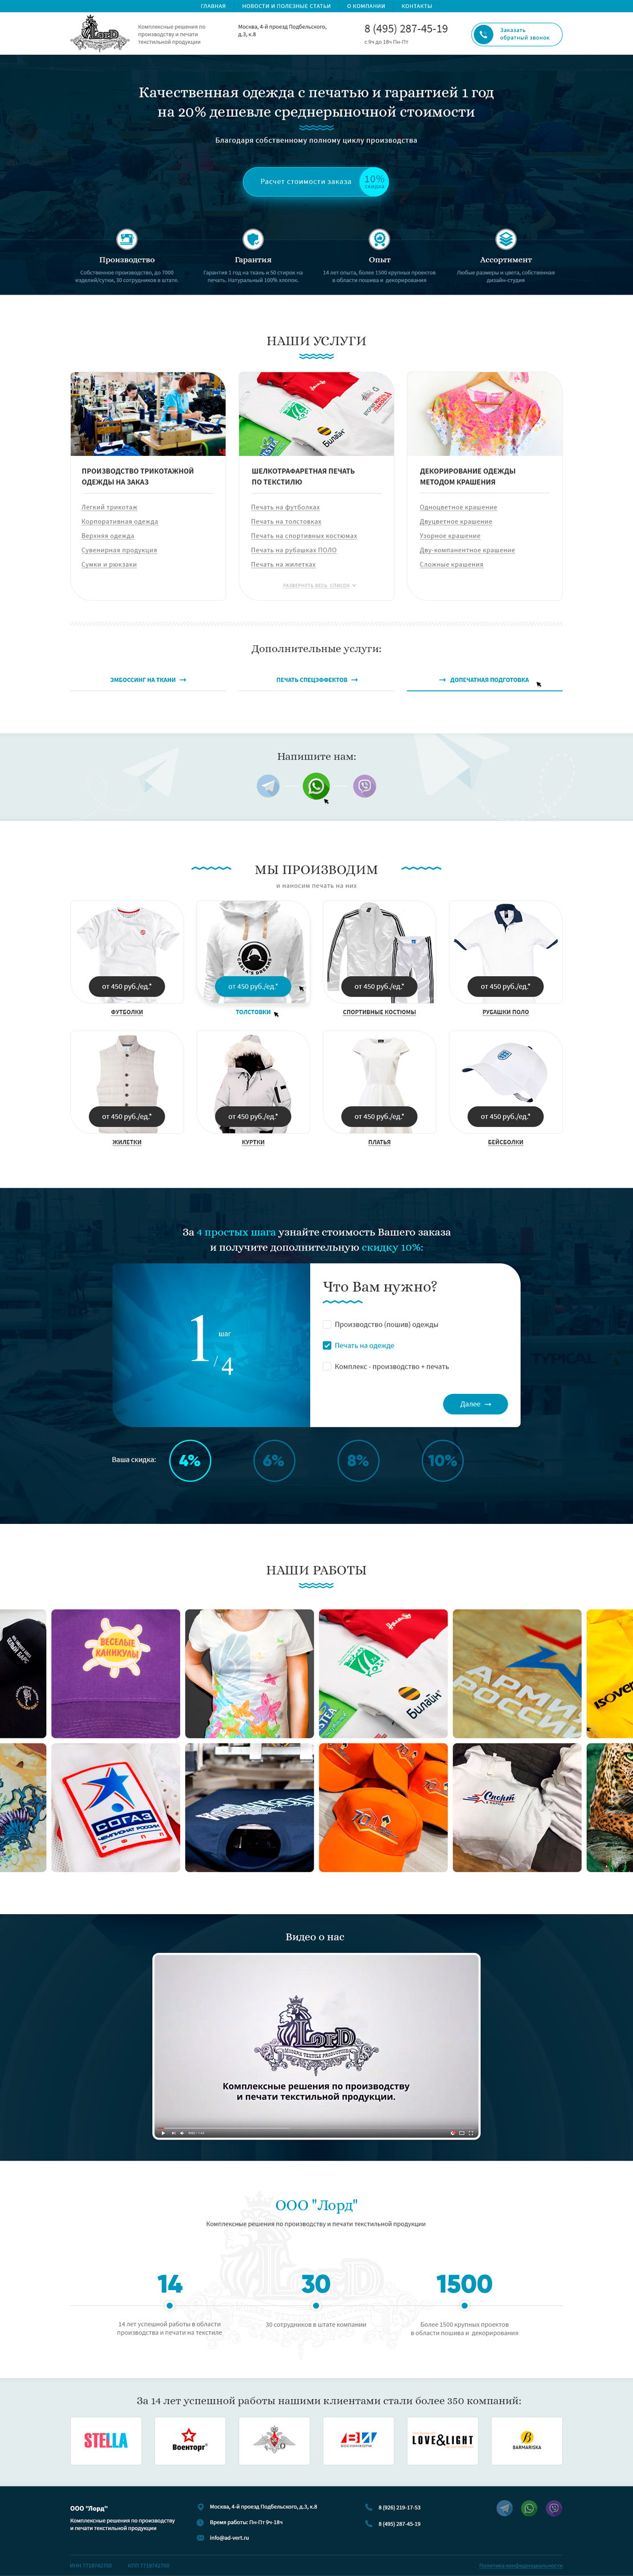 ГЛАВНАЯ НОВОСТИ И ПОЛЕЗНЫЕ СТАТЬИ О КОМПАНИИ КОНТАКТЫ
LORD
Комплексные решения по
производству и печати
текстильной продукции
Москва, 4-й проезд Подбельского,
д.3, к.8
8 (495) 287-45-19
с 9ч до 18ч Пн-Пт
Заказать
обратный звонок
Качественная одежда с печатью и гарантией 1 год
на 20% дешевле среднерыночной стоимости
Благодаря собственному полному циклу производства
Расчет стоимости заказа
10%
скидка
Производство
Собственное производство, до 7000
изделий/сутки, 30 сотрудников в штате.
Гарантия
Гарантия 1 год на ткань и 50 стирок на
печать. Натуральный 100% хлопок.
Опыт
14 лет опыта, более 1500 крупных проектов
в области пошива и декорирования
Ассортимент
Любые размеры и цвета, собственная
дизайн-студия
НАШИ УСЛУГИ
Билайн
ПРОИЗВОДСТВО ТРИКОТАЖНОЙ
ОДЕЖДЫ НА ЗАКАЗ
Легкий трикотаж
Корпоративная одежда
Верхняя одежда
Сувенирная продукция
Сумки и рюкзаки
ШЕЛКОТРАФАРЕТНАЯ ПЕЧАТЬ
ПО ТЕКСТИЛЮ
Печать на футболках
Печать на толстовках
Печать на спортивных костюмах
Печать на рубашках ПОЛО
Печать на жилетках
РАЗВЕРНУТЬ ВЕСЬ СПИСОК
ДЕКОРИРОВАНИЕ ОДЕЖДЫ
МЕТОДОМ КРАШЕНИЯ
Одноцветное крашение
Двуцветное крашение
Узорное крашение
Дву-компанентное крашение
Сложные крашения
Дополнительные услуги:
ЭМБОССИНГ НА ТКАНИ →
ПЕЧАТЬ СПЕЦЭФФЕКТОВ →
→ ДОПЕЧАТНАЯ ПОДГОТОВКА
Напишите нам:
МЫ ПРОИЗВОДИМ
и наносим печать на них
от 450 руб./ед.*
от 450 руб./ед.*
от 450 руб./ед.*
от 450 руб./ед.*
ФУТБОЛКИ
ТОЛСТОВКИ
СПОРТИВНЫЕ КОСТЮМЫ
РУБАШКИ ПОЛО
от 450 руб./ед.*
от 450 руб./ед.*
от 450 руб./ед.*
от 450 руб./ед.*
ЖИЛЕТКИ
КУРТКИ
ПЛАТЬЯ
БЕЙСБОЛКИ
За 4 простых шага узнайте стоимость Вашего заказа
и получите дополнительную скидку 10%:
1 шаг
/ 4
Что Вам нужно?
Производство (пошив) одежды
Печать на одежде
Комплекс - производство + печать
Далее →
TYPICAL
Ваша скидка:
4%
6%
8%
10%
НАШИ РАБОТЫ
ВЕСЕЛЫЕ
КАНИКУЛЫ
Билайн
АРМИЯ
РОССИИ
isover
СОГАЗ
ЧЕМПИОНАТ РОССИИ
Спорт
70
Видео о нас
LORD
MODERN TEXTILE PRODUCTION
Комплексные решения по производству
и печати текстильной продукции.
ООО "Лорд"
Комплексные решения по производству и печати текстильной продукции
14
14 лет успешной работы в области
производства и печати на текстиле
30
30 сотрудников в штате компании
1500
Более 1500 крупных проектов
в области пошива и декорирования
За 14 лет успешной работы нашими клиентами стали более 350 компаний:
STELLA
Военторг
LOVE&LIGHT
BARMARISKA
ООО "Лорд"
Комплексные решения по производству
и печати текстильной продукции
Москва, 4-й проезд Подбельского, д.3, к.8
Время работы: Пн-Пт 9ч-18ч
info@ad-vert.ru
8 (926) 219-17-53
8 (495) 287-45-19
ИНН 7718742700 КПП 7718742700
Политика конфиденциальности